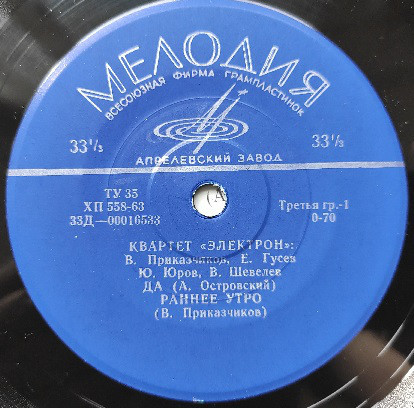 МЕЛОДИЯ
ВСЕСОЮЗНАЯ ФИРМА ГРАМПЛАСТИНОК
33⅓ 33⅓
АПРЕЛЕВСКИЙ ЗАВОД
ТУ 35
ХП 558-63
33Д—00016533
Третья гр.-1
0-70
(А
КВАРТЕТ «ЭЛЕКТРОН»:
В. Приказчиков, Е. Гусев
Ю. Юров, В. Шевелев
ДА (А. Островский)
РАННЕЕ УТРО
(В. Приказчиков)